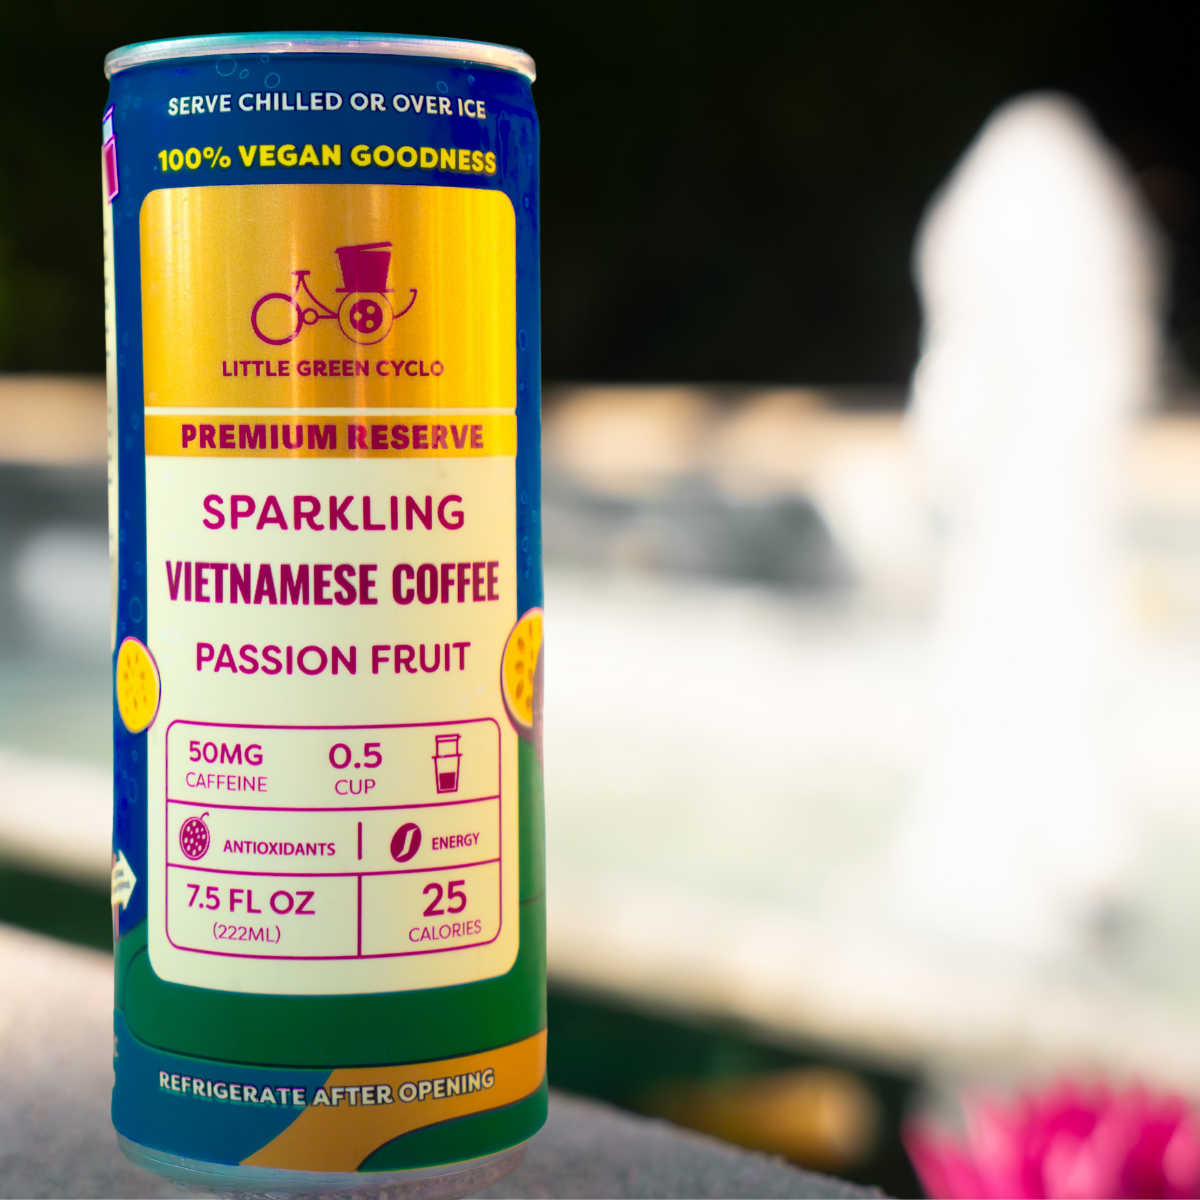 SERVE CHILLED OR OVER ICE
100% VEGAN GOODNESS
LITTLE GREEN CYCLO
PREMIUM RESERVE
SPARKLING
VIETNAMESE COFFEE
PASSION FRUIT
50MG
CAFFEINE
0.5
CUP
ANTIOXIDANTS
ENERGY
7.5 FL OZ
(222ML)
25
CALORIES
REFRIGERATE AFTER OPENING